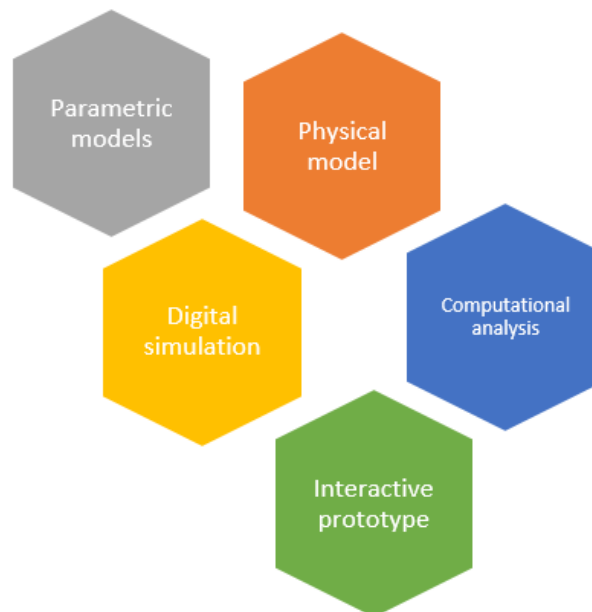 Parametric
models
Physical
model
Digital
simulation
Computational
analysis
Interactive
prototype